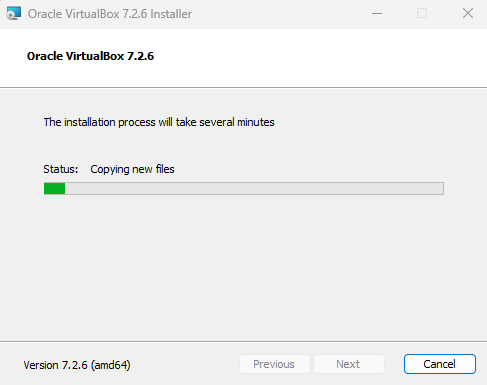 Oracle VirtualBox 7.2.6 Installer
Oracle VirtualBox 7.2.6
The installation process will take several minutes
Status: Copying new files
Version 7.2.6 (amd64)
Previous
Next
Cancel